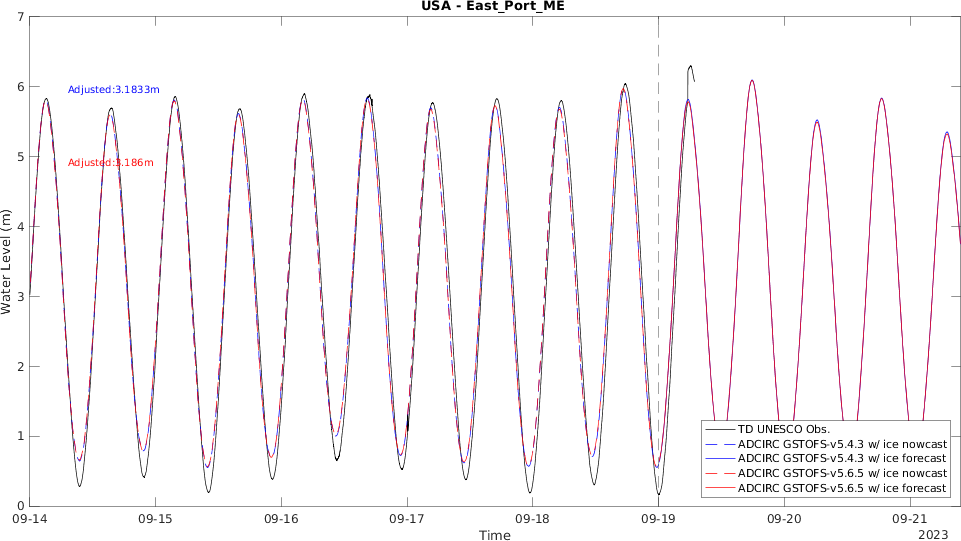 USA - East_Port_ME
7
6
5
4
3
2
1
0
Water Level (m)
Adjusted:3.1833m
Adjusted:3.186m
TD UNESCO Obs.
ADCIRC GSTOFS-v5.4.3 w/ ice nowcast
ADCIRC GSTOFS-v5.4.3 w/ ice forecast
ADCIRC GSTOFS-v5.6.5 w/ ice nowcast
ADCIRC GSTOFS-v5.6.5 w/ ice forecast
09-14 09-15 09-16 09-17 09-18 09-19 09-20 09-21
Time
2023